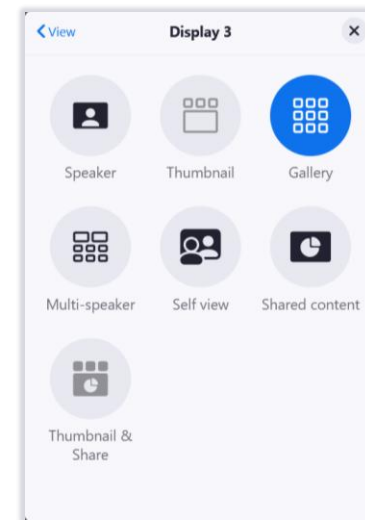 View Display 3
Speaker Thumbnail Gallery
Multi-speaker Self view Shared content
Thumbnail &
Share